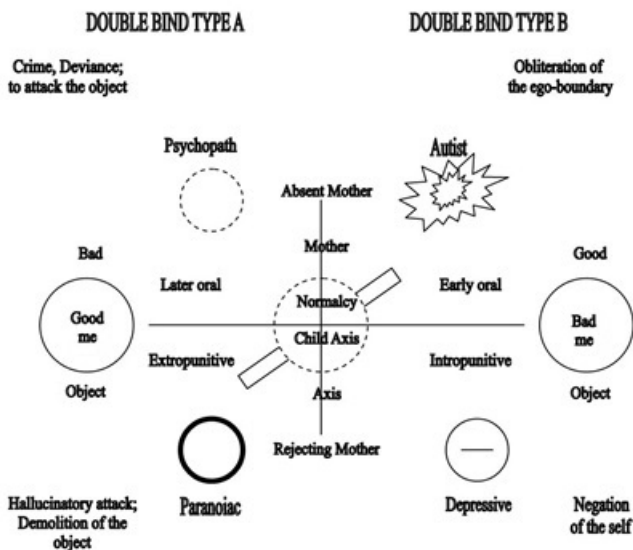 DOUBLE BIND TYPE A
DOUBLE BIND TYPE B
Crime, Deviance;
to attack the object
Obliteration of
the ego-boundary
Psychopath
Autist
Absent Mother
Bad
Mother
Good
Later oral
Early oral
Normalcy
Good
me
Bad
me
Child Axis
Extropunitive
Intropunitive
Object
Axis
Object
Rejecting Mother
Hallucinatory attack;
Demolition of the
object
Paranoiac
Depressive
Negation
of the self